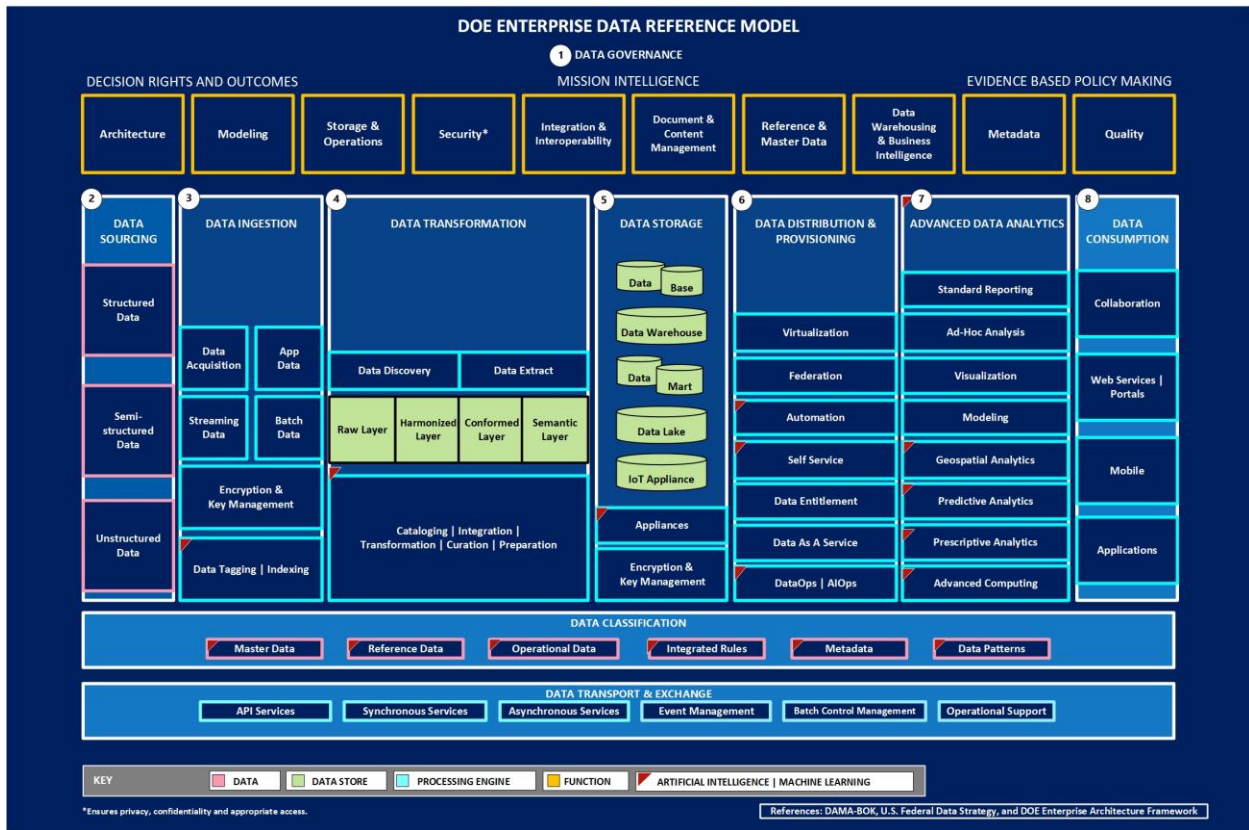 DOE ENTERPRISE DATA REFERENCE MODEL
1 DATA GOVERNANCE
DECISION RIGHTS AND OUTCOMES
MISSION INTELLIGENCE
EVIDENCE BASED POLICY MAKING
Architecture
Modeling
Storage &
Operations
Security*
Integration &
Interoperability
Document &
Content
Management
Reference &
Master Data
Data
Warehousing
& Business
Intelligence
Metadata
Quality
2
DATA
SOURCING
Structured
Data
Semi-
structured
Data
Unstructured
Data
3
DATA INGESTION
Data
Acquisition
App
Data
Streaming
Data
Batch
Data
Encryption &
Key Management
Data Tagging | Indexing
4
DATA TRANSFORMATION
Data Discovery
Data Extract
Raw Layer
Harmonized
Layer
Conformed
Layer
Semantic
Layer
Cataloging | Integration |
Transformation | Curation | Preparation
5
DATA STORAGE
Data
Base
Data Warehouse
Data
Mart
Data Lake
IoT Appliance
Appliances
Encryption &
Key Management
6
DATA DISTRIBUTION &
PROVISIONING
Virtualization
Federation
Automation
Self Service
Data Entitlement
Data As A Service
DataOps | AIOps
7
ADVANCED DATA ANALYTICS
Standard Reporting
Ad-Hoc Analysis
Visualization
Modeling
Geospatial Analytics
Predictive Analytics
Prescriptive Analytics
Advanced Computing
8
DATA
CONSUMPTION
Collaboration
Web Services |
Portals
Mobile
Applications
DATA CLASSIFICATION
Master Data
Reference Data
Operational Data
Integrated Rules
Metadata
Data Patterns
DATA TRANSPORT & EXCHANGE
API Services
Synchronous Services
Asynchronous Services
Event Management
Batch Control Management
Operational Support
KEY
DATA
DATA STORE
PROCESSING ENGINE
FUNCTION
ARTIFICIAL INTELLIGENCE | MACHINE LEARNING
*Ensures privacy, confidentiality and appropriate access.
References: DAMA-BOK, U.S. Federal Data Strategy, and DOE Enterprise Architecture Framework